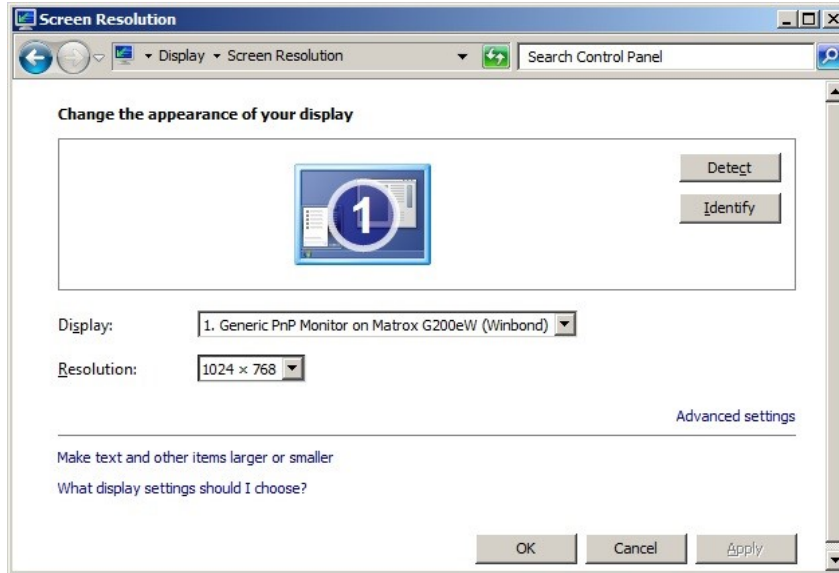 Screen Resolution
Display Screen Resolution Search Control Panel
Change the appearance of your display
1
Detect
Identify
Display: 1. Generic PnP Monitor on Matrox G200eW (Winbond)
Resolution: 1024 × 768
Advanced settings
Make text and other items larger or smaller
What display settings should I choose?
OK Cancel Apply